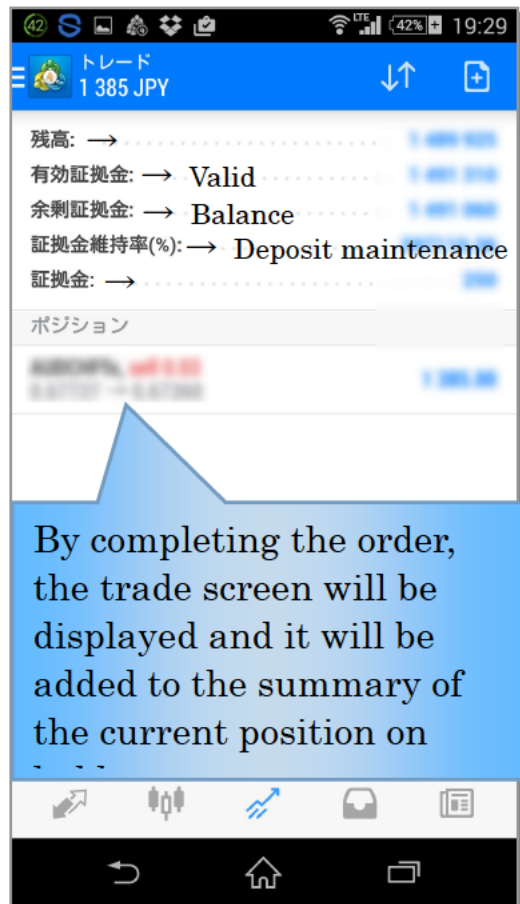 42 LTE 42% 19:29
トレード
1 385 JPY
残高: →
有効証拠金: → Valid
余剰証拠金: → Balance
証拠金維持率(%): → Deposit maintenance
証拠金: →
ポジション
By completing the order,
the trade screen will be
displayed and it will be
added to the summary of
the current position on